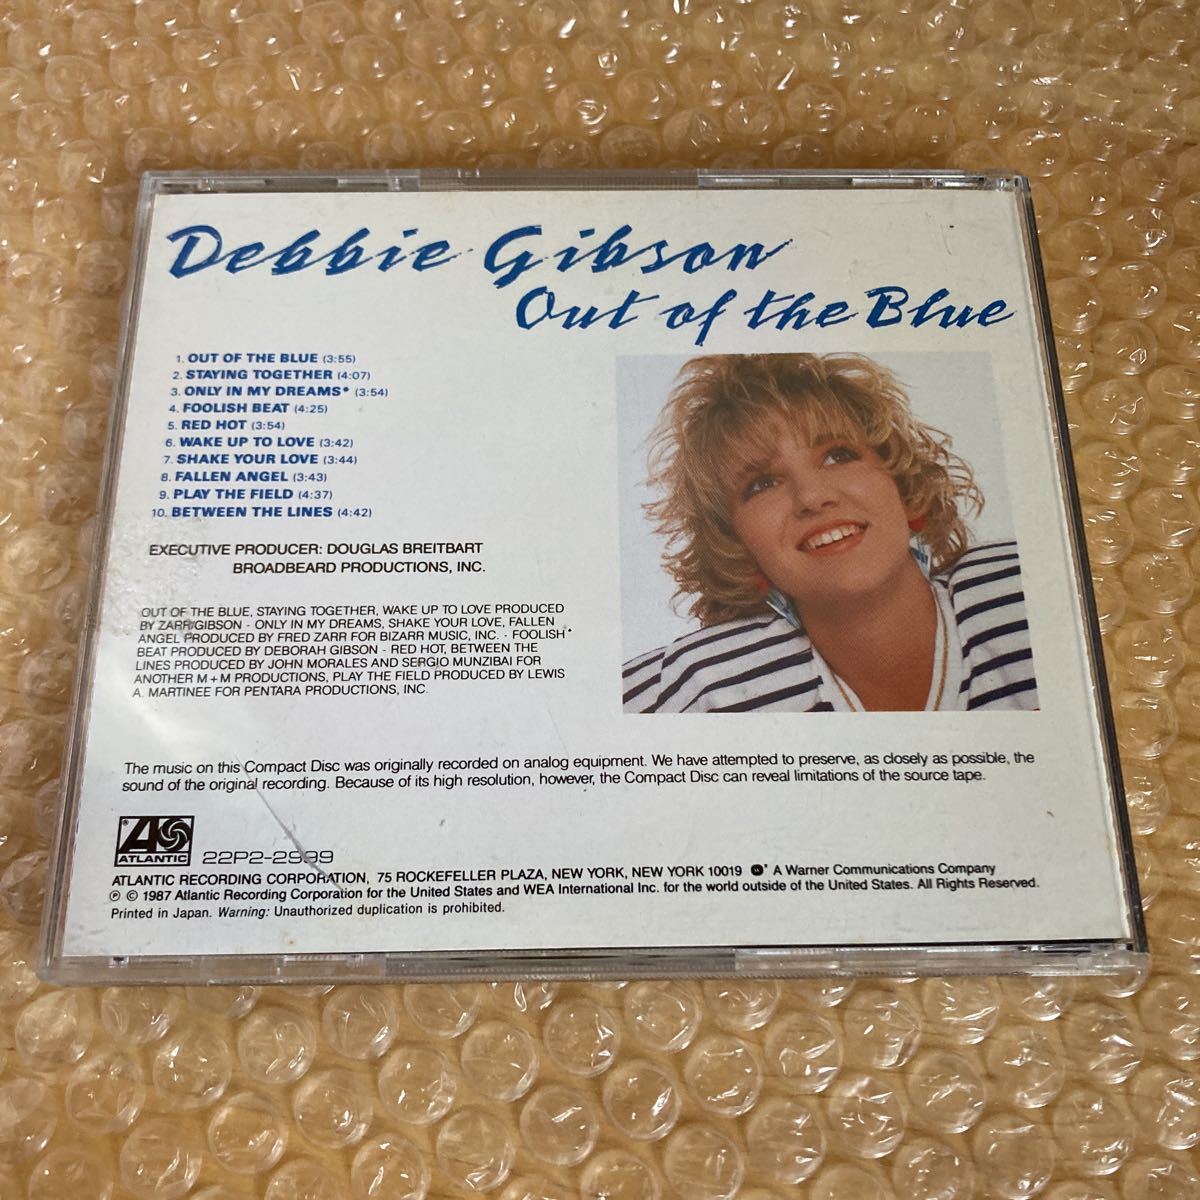 Debbie Gibson
Out of the Blue
1. OUT OF THE BLUE (3:55)
2. STAYING TOGETHER (4:07)
3. ONLY IN MY DREAMS* (3:54)
4. FOOLISH BEAT (4:25)
5. RED HOT (3:54)
6. WAKE UP TO LOVE (3:42)
7. SHAKE YOUR LOVE (3:44)
8. FALLEN ANGEL (3:43)
9. PLAY THE FIELD (4:37)
10. BETWEEN THE LINES (4:42)
EXECUTIVE PRODUCER: DOUGLAS BREITBART
BROADBEARD PRODUCTIONS, INC.
OUT OF THE BLUE, STAYING TOGETHER, WAKE UP TO LOVE PRODUCED
BY ZARR/GIBSON - ONLY IN MY DREAMS, SHAKE YOUR LOVE, FALLEN
ANGEL PRODUCED BY FRED ZARR FOR BIZARR MUSIC, INC. - FOOLISH
BEAT PRODUCED BY DEBORAH GIBSON - RED HOT, BETWEEN THE
LINES PRODUCED BY JOHN MORALES AND SERGIO MUNZIBAI FOR
ANOTHER M+M PRODUCTIONS, PLAY THE FIELD PRODUCED BY LEWIS
A. MARTINEE FOR PENTARA PRODUCTIONS, INC.
The music on this Compact Disc was originally recorded on analog equipment. We have attempted to preserve, as closely as possible, the
sound of the original recording. Because of its high resolution, however, the Compact Disc can reveal limitations of the source tape.
ATLANTIC 22P2-2999
ATLANTIC RECORDING CORPORATION, 75 ROCKEFELLER PLAZA, NEW YORK, NEW YORK 10019 A Warner Communications Company
℗ © 1987 Atlantic Recording Corporation for the United States and WEA International Inc. for the world outside of the United States. All Rights Reserved.
Printed in Japan. Warning: Unauthorized duplication is prohibited.